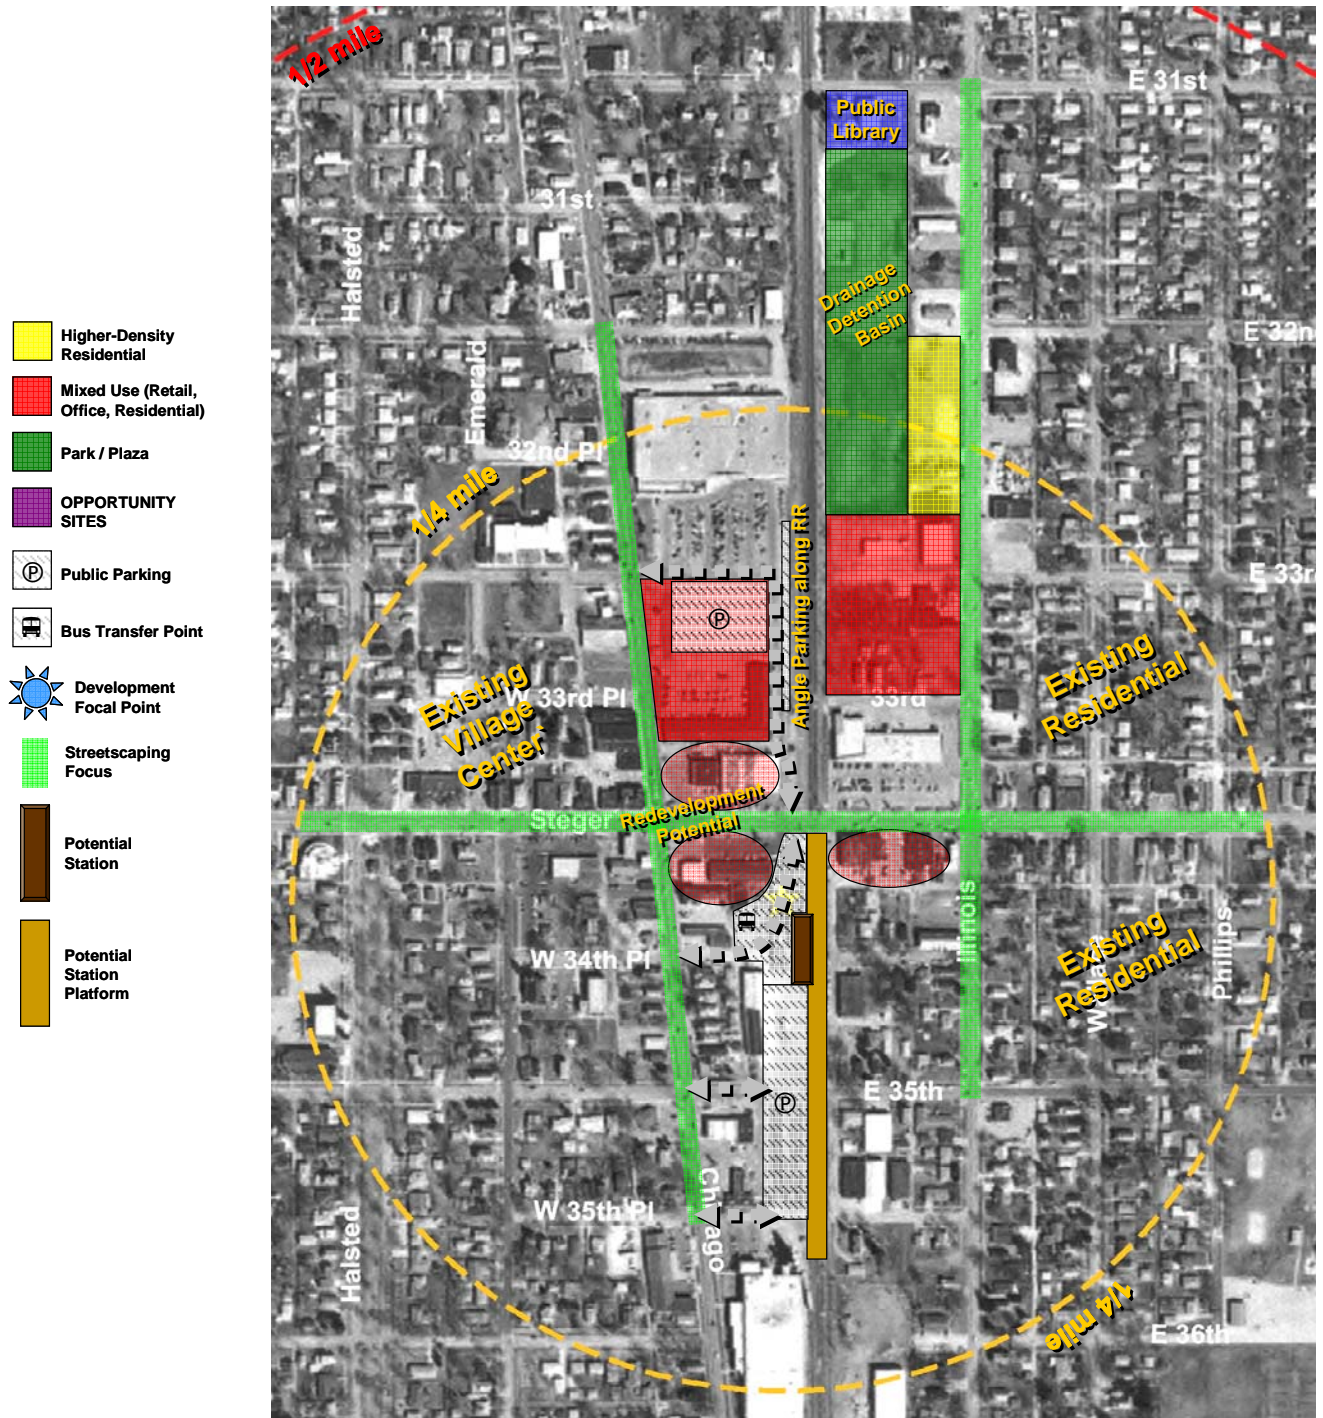 1/2 mile
E 31st
Public
Library
31st
Halsted
Drainage
Detention
Basin
E 32n
Higher-Density
Residential
Mixed Use (Retail,
Office, Residential)
Park / Plaza
OPPORTUNITY
SITES
P
Public Parking
Bus Transfer Point
Development
Focal Point
Streetscaping
Focus
Potential
Station
Potential
Station
Platform
Emerald
32nd Pl
1/4 mile
Angle Parking along RR
E 33r
P
Existing
Village
Center
W 33rd Pl
33rd
Existing
Residential
Steger
Redevelopment
Potential
Illinois
Existing
Residential
Phillips
W 34th Pl
E 35th
P
W 35th Pl
Halsted
1/4 mile
E 36th